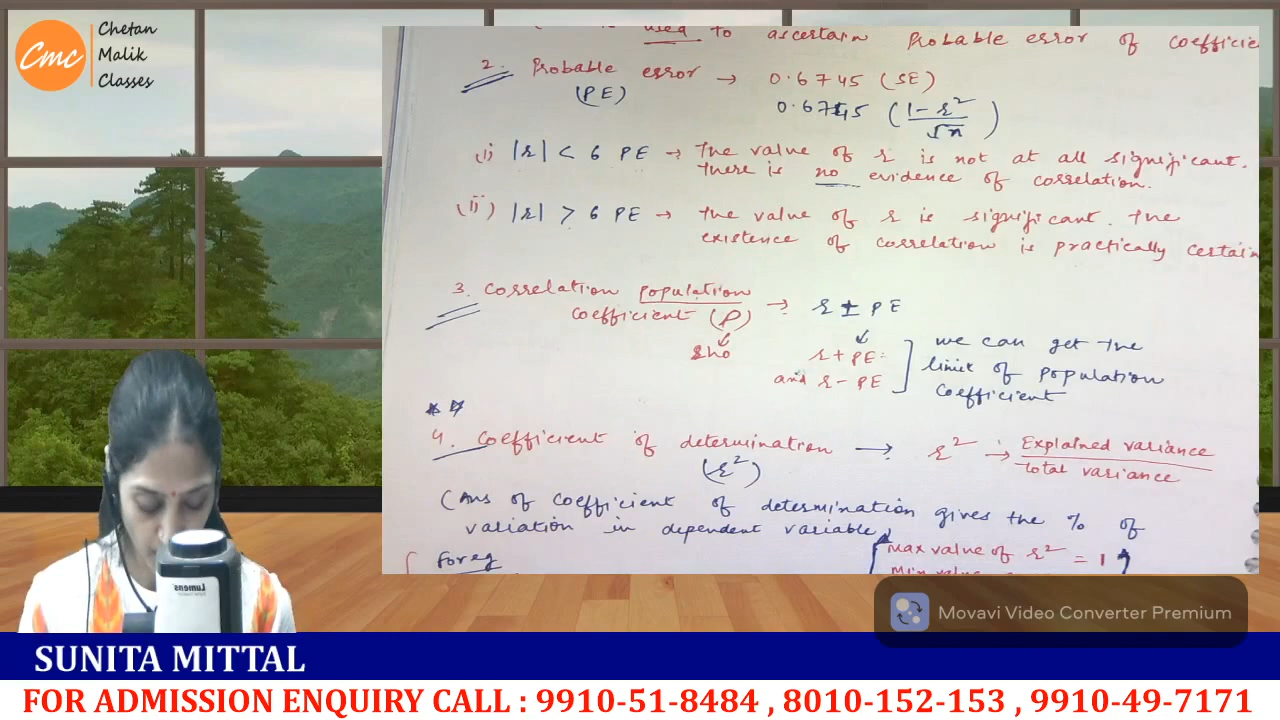 cmc
Chetan
Malik
Classes
used to ascertain Probable error of
2. Probable error → 0.6745 (SE)
(PE)
0.6745 (1-r²/√n)
(i) |r| < 6 PE → The value of r is not at all significant.
There is no evidence of correlation.
(ii) |r| > 6 PE → The value of r is significant. The
existence of correlation is practically certain
3. Correlation population
coefficient (ρ) → r ± PE
rho
r + PE
and r - PE
we can get the
limit of population
coefficient
4. Coefficient of determination → r² → Explained variance
Total variance
(r²)
(Ans of coefficient of determination gives the % of
variation in dependent variable)
Foreg
Max value of r² = 1
Min value
Lumens
Movavi Video Converter Premium
SUNITA MITTAL
FOR ADMISSION ENQUIRY CALL : 9910-51-8484 , 8010-152-153 , 9910-49-7171